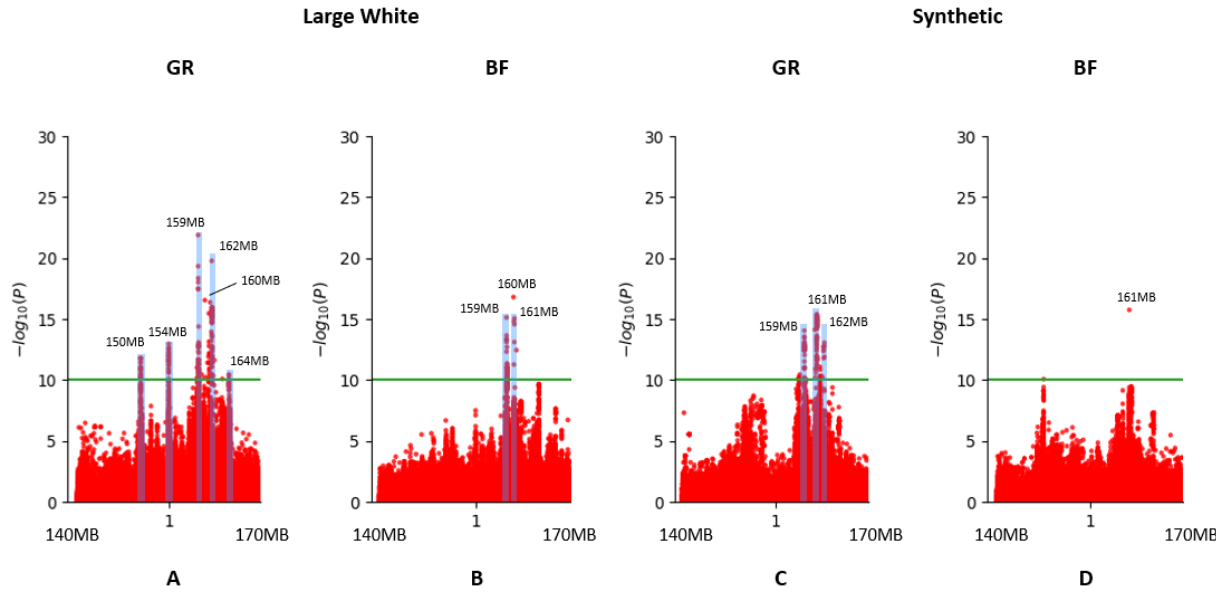 Large White
Synthetic
GR
BF
GR
BF
30
25
20
15
10
5
0
−log10(P)
159MB
162MB
160MB
154MB
150MB
164MB
1
140MB
170MB
A
30
25
20
15
10
5
0
−log10(P)
160MB
159MB
161MB
1
140MB
170MB
B
30
25
20
15
10
5
0
−log10(P)
161MB
159MB
162MB
1
140MB
170MB
C
30
25
20
15
10
5
0
−log10(P)
161MB
1
140MB
170MB
D